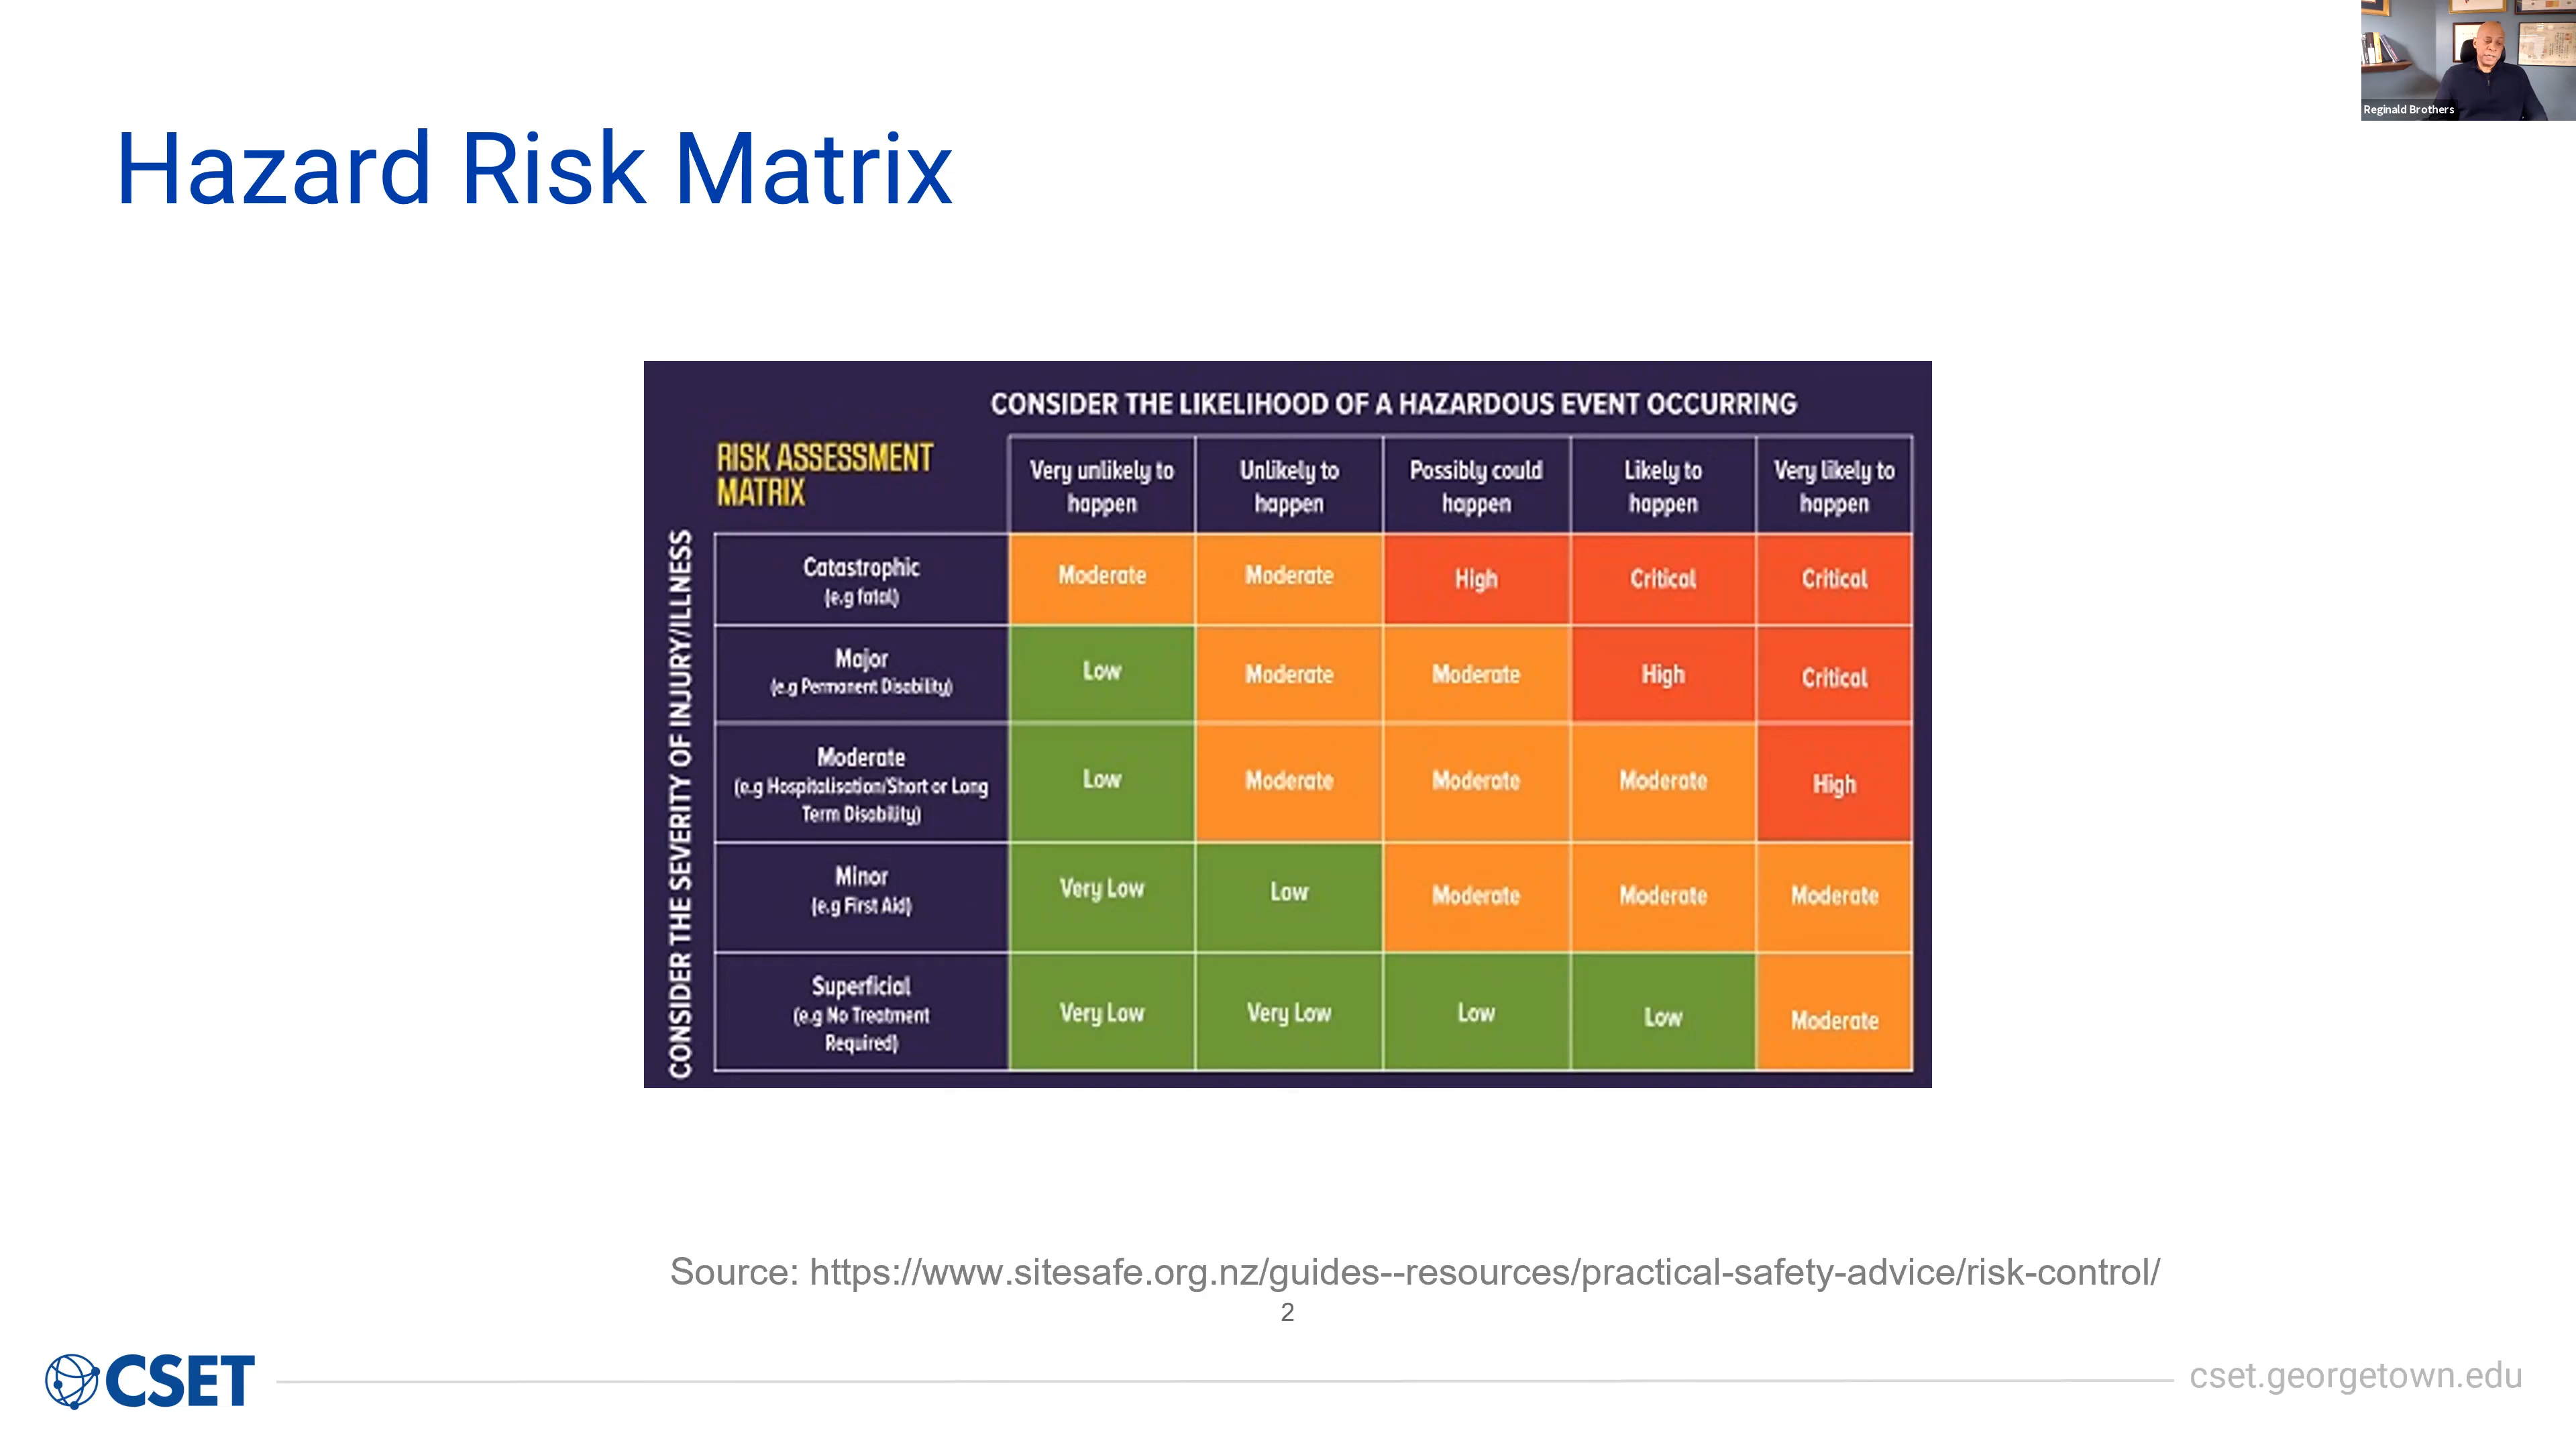 Reginald Brothers
Hazard Risk Matrix
CONSIDER THE LIKELIHOOD OF A HAZARDOUS EVENT OCCURRING
RISK ASSESSMENT
MATRIX
Very unlikely to
happen
Unlikely to
happen
Possibly could
happen
Likely to
happen
Very likely to
happen
CONSIDER THE SEVERITY OF INJURY/ILLNESS
Catastrophic
(e.g fatal)
Moderate
Moderate
High
Critical
Critical
Major
(e.g Permanent Disability)
Low
Moderate
Moderate
High
Critical
Moderate
(e.g Hospitalisation/Short or Long
Term Disability)
Low
Moderate
Moderate
Moderate
High
Minor
(e.g First Aid)
Very Low
Low
Moderate
Moderate
Moderate
Superficial
(e.g No Treatment
Required)
Very Low
Very Low
Low
Low
Moderate
Source: https://www.sitesafe.org.nz/guides--resources/practical-safety-advice/risk-control/
2
CSET
cset.georgetown.edu